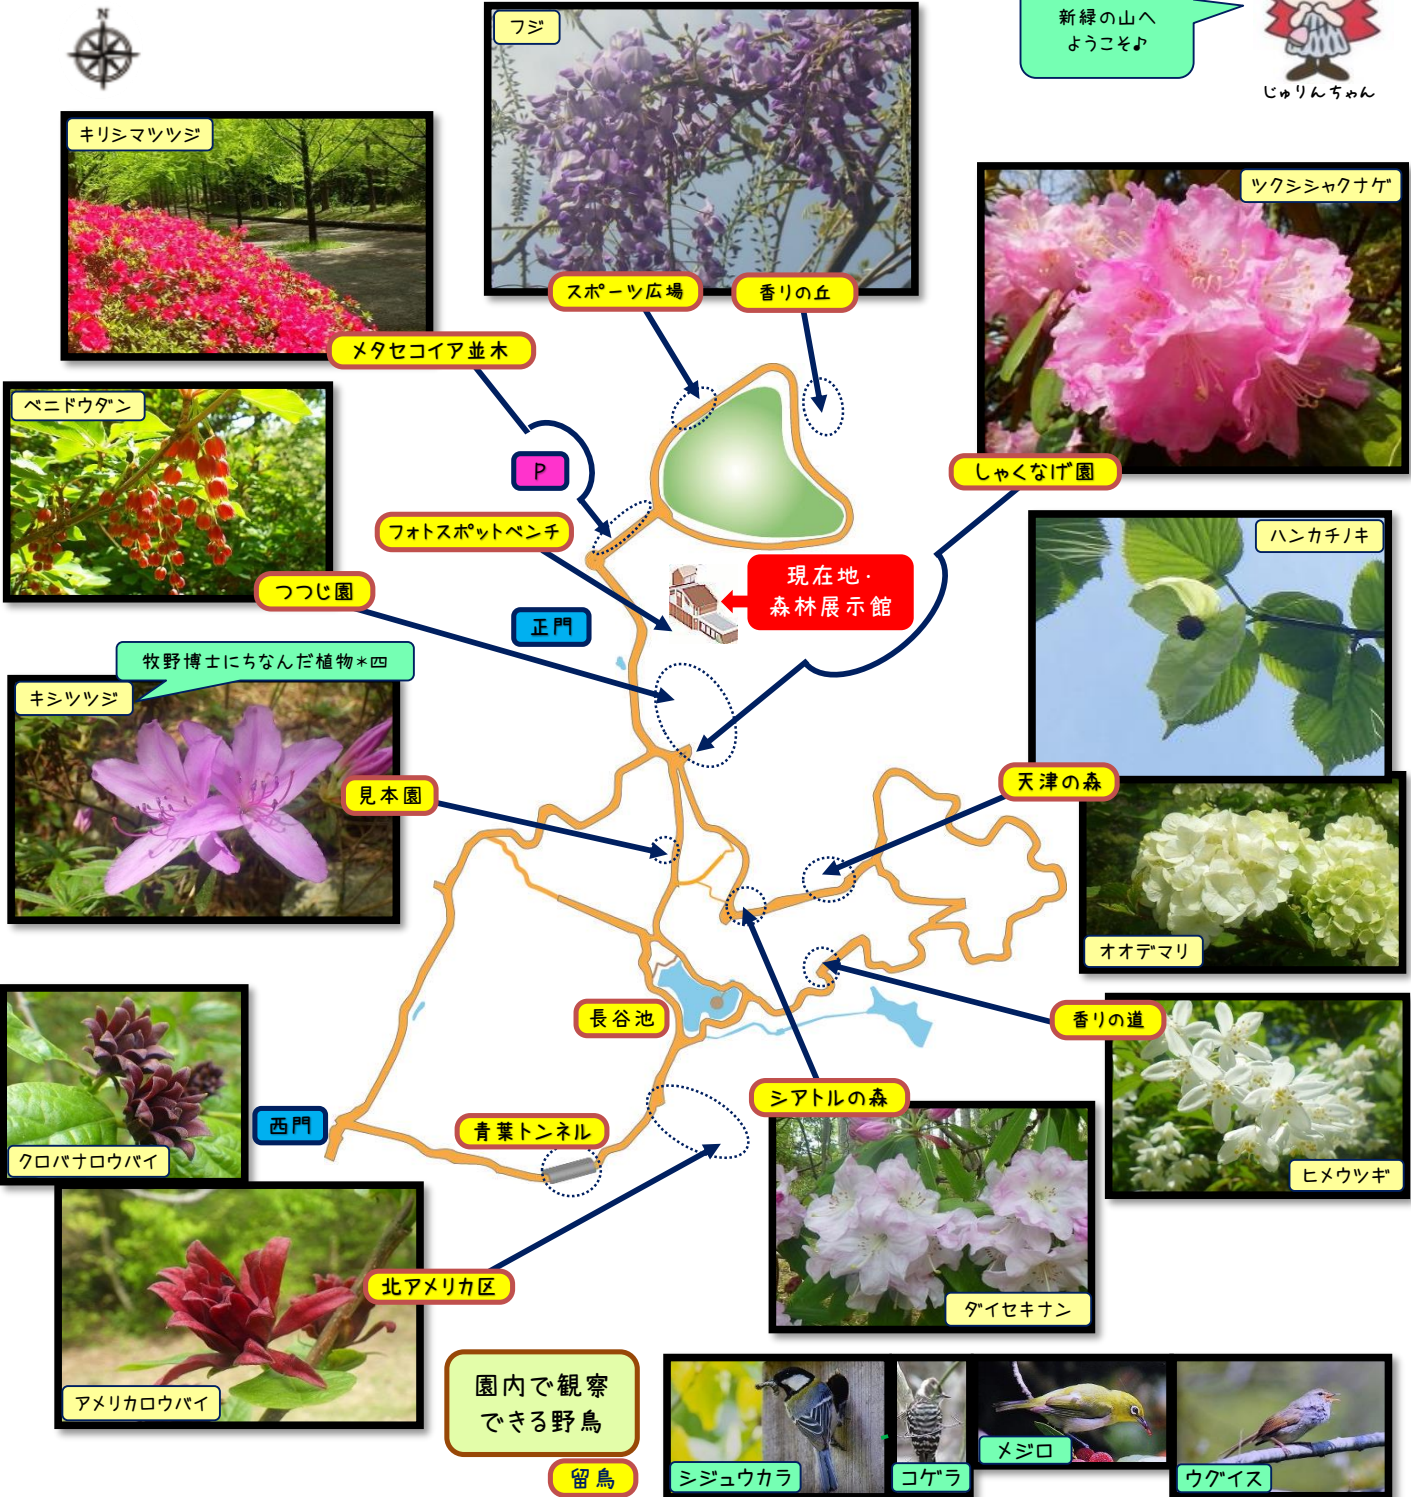 N
フジ
新緑の山へ
ようこそ♪
じゅりんちゃん
キリシマツツジ
ツクシシャクナゲ
スポーツ広場
香りの丘
メタセコイア並木
ベニドウダン
P
しゃくなげ園
フォトスポットベンチ
ハンカチノキ
現在地・
森林展示館
つつじ園
正門
牧野博士にちなんだ植物*四
キシツツジ
見本園
天津の森
オオデマリ
長谷池
香りの道
シアトルの森
西門
青葉トンネル
クロバナロウバイ
ヒメウツギ
北アメリカ区
ダイセキナン
アメリカロウバイ
園内で観察
できる野鳥
留鳥
シジュウカラ
コゲラ
メジロ
ウグイス